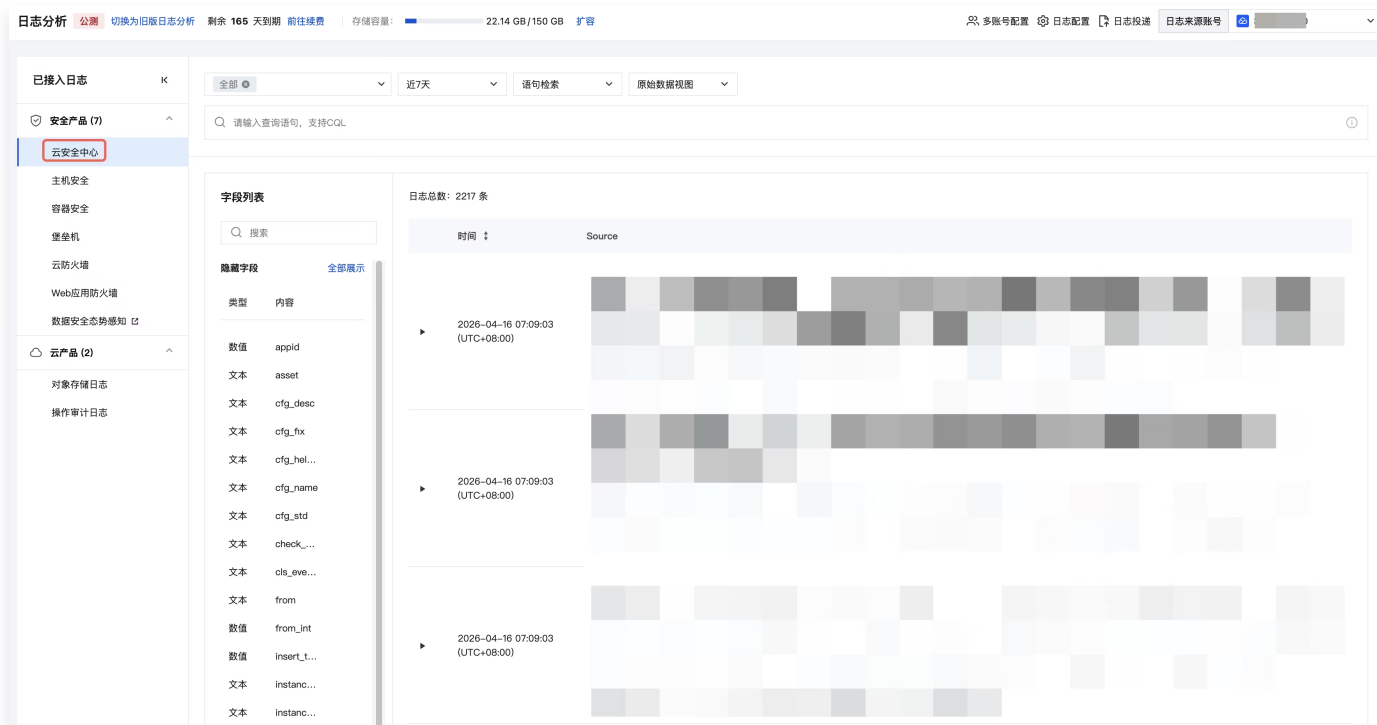 日志分析 公测 切换为旧版日志分析 剩余 165 天到期 前往续费 存储容量： 22.14 GB/150 GB 扩容 多账号配置 日志配置 日志投递 日志来源账号
已接入日志
全部 近7天 语句检索 原始数据视图
安全产品 (7)
请输入查询语句，支持CQL
云安全中心
主机安全
容器安全
堡垒机
云防火墙
Web应用防火墙
数据安全态势感知
云产品 (2)
对象存储日志
操作审计日志
字段列表
搜索
隐藏字段 全部展示
类型 内容
数值 appid
文本 asset
文本 cfg_desc
文本 cfg_fix
文本 cfg_hel...
文本 cfg_name
文本 cfg_std
文本 check_...
文本 cls_eve...
文本 from
数值 from_int
数值 insert_t...
文本 instanc...
文本 instanc...
日志总数：2217 条
时间 Source
2026-04-16 07:09:03
(UTC+08:00)
2026-04-16 07:09:03
(UTC+08:00)
2026-04-16 07:09:03
(UTC+08:00)